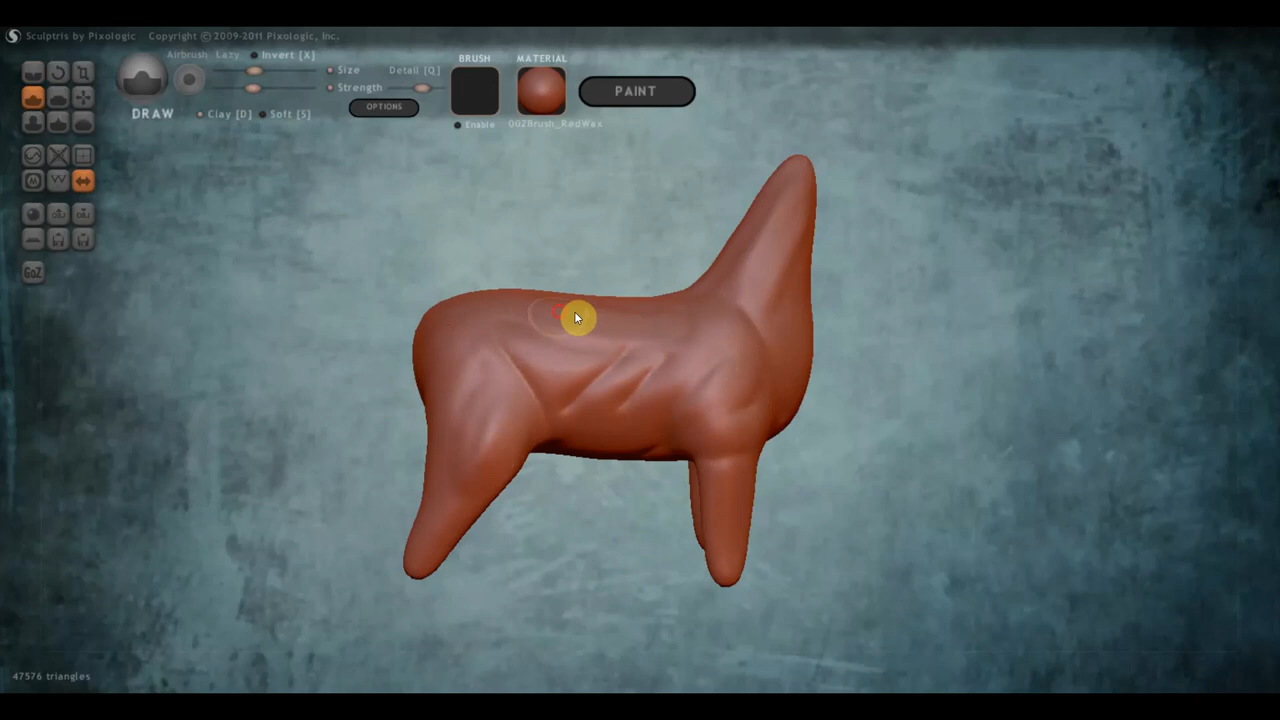 Sculptris by Pixologic Copyright © 2009-2011 Pixologic, Inc.
Airbrush Lazy Invert [X]
BRUSH MATERIAL
Size Detail [Q]
Strength
PAINT
OPTIONS
DRAW Clay [D] Soft [S]
Enable 00ZBrush_RedWax
GoZ
47576 triangles